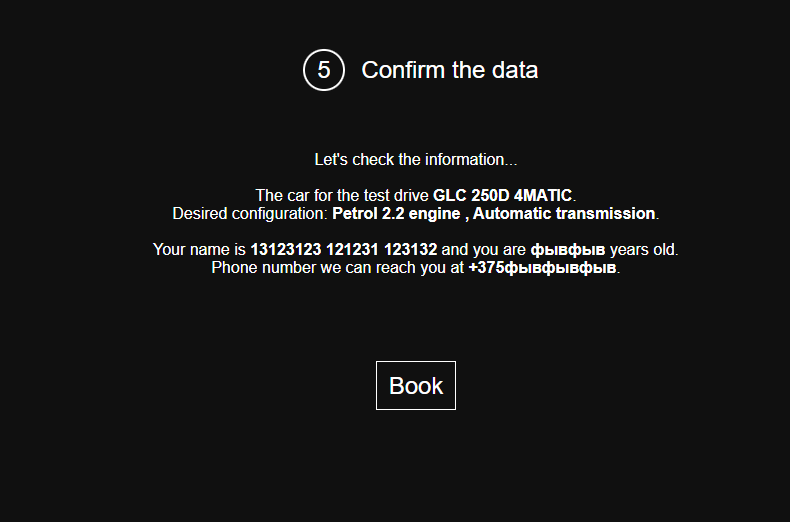 5 Confirm the data
Let's check the information...
The car for the test drive GLC 250D 4MATIC.
Desired configuration: Petrol 2.2 engine , Automatic transmission.
Your name is 13123123 121231 123132 and you are фывфыв years old.
Phone number we can reach you at +375фывфывфыв.
Book